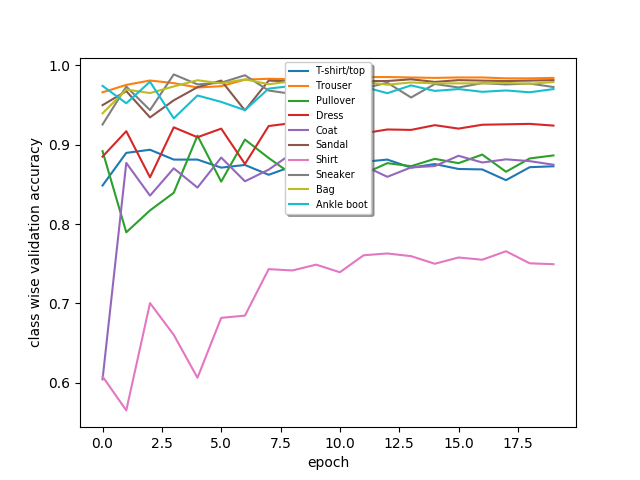 1.0
0.9
0.8
0.7
0.6
class wise validation accuracy
T-shirt/top
Trouser
Pullover
Dress
Coat
Sandal
Shirt
Sneaker
Bag
Ankle boot
0.0 2.5 5.0 7.5 10.0 12.5 15.0 17.5
epoch